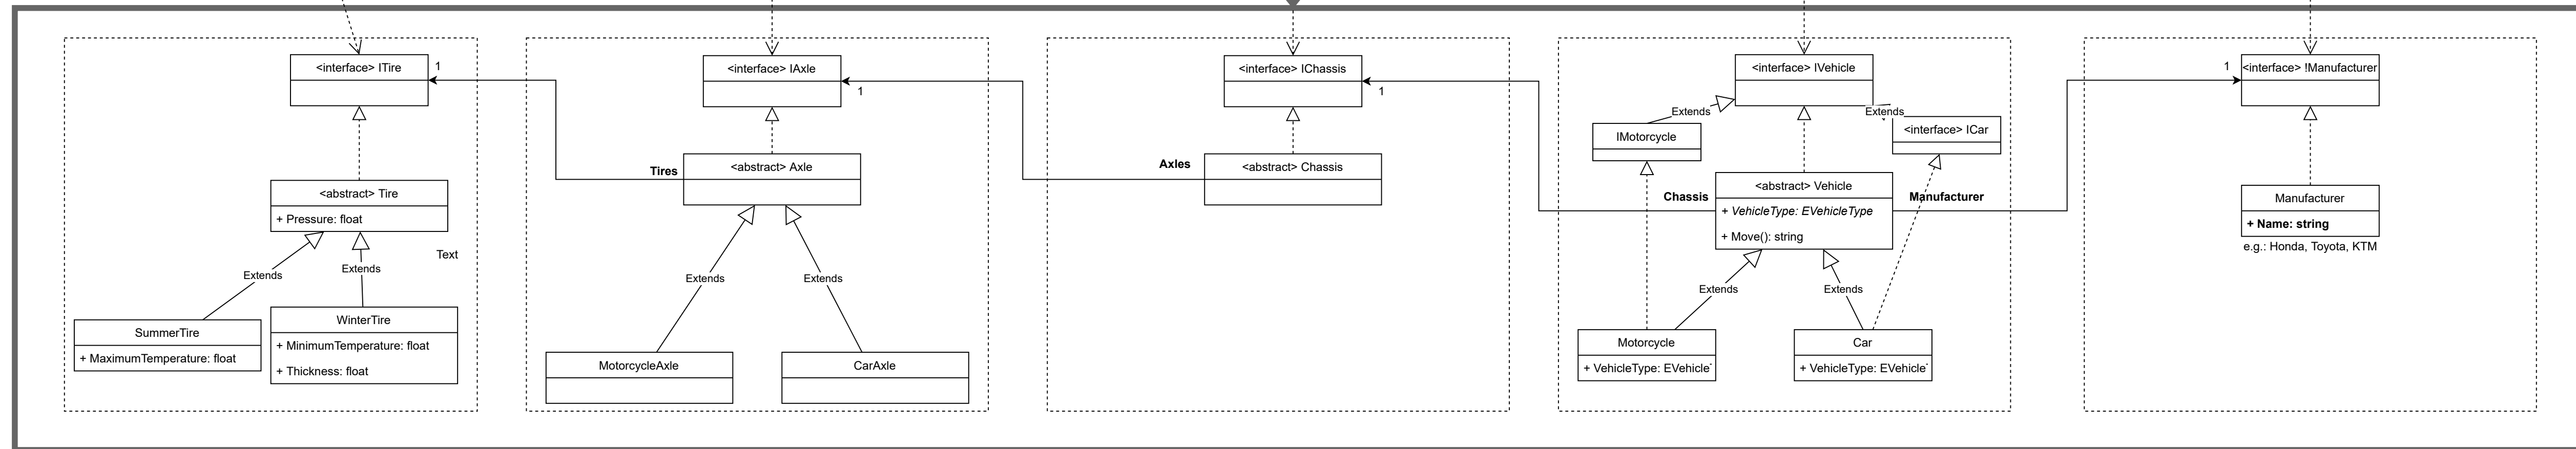 <interface> ITire
1
<abstract> Tire
+ Pressure: float
Extends
Extends
Text
SummerTire
+ MaximumTemperature: float
WinterTire
+ MinimumTemperature: float
+ Thickness: float
<interface> IAxle
1
Tires
<abstract> Axle
Extends
Extends
MotorcycleAxle
CarAxle
<interface> IChassis
1
Axles
<abstract> Chassis
<interface> IVehicle
Extends
Extends
IMotorcycle
<interface> ICar
Chassis
<abstract> Vehicle
+ VehicleType: EVehicleType
+ Move(): string
Manufacturer
Extends
Extends
Motorcycle
+ VehicleType: EVehicle
Car
+ VehicleType: EVehicle
1
<interface> !Manufacturer
Manufacturer
+ Name: string
e.g.: Honda, Toyota, KTM